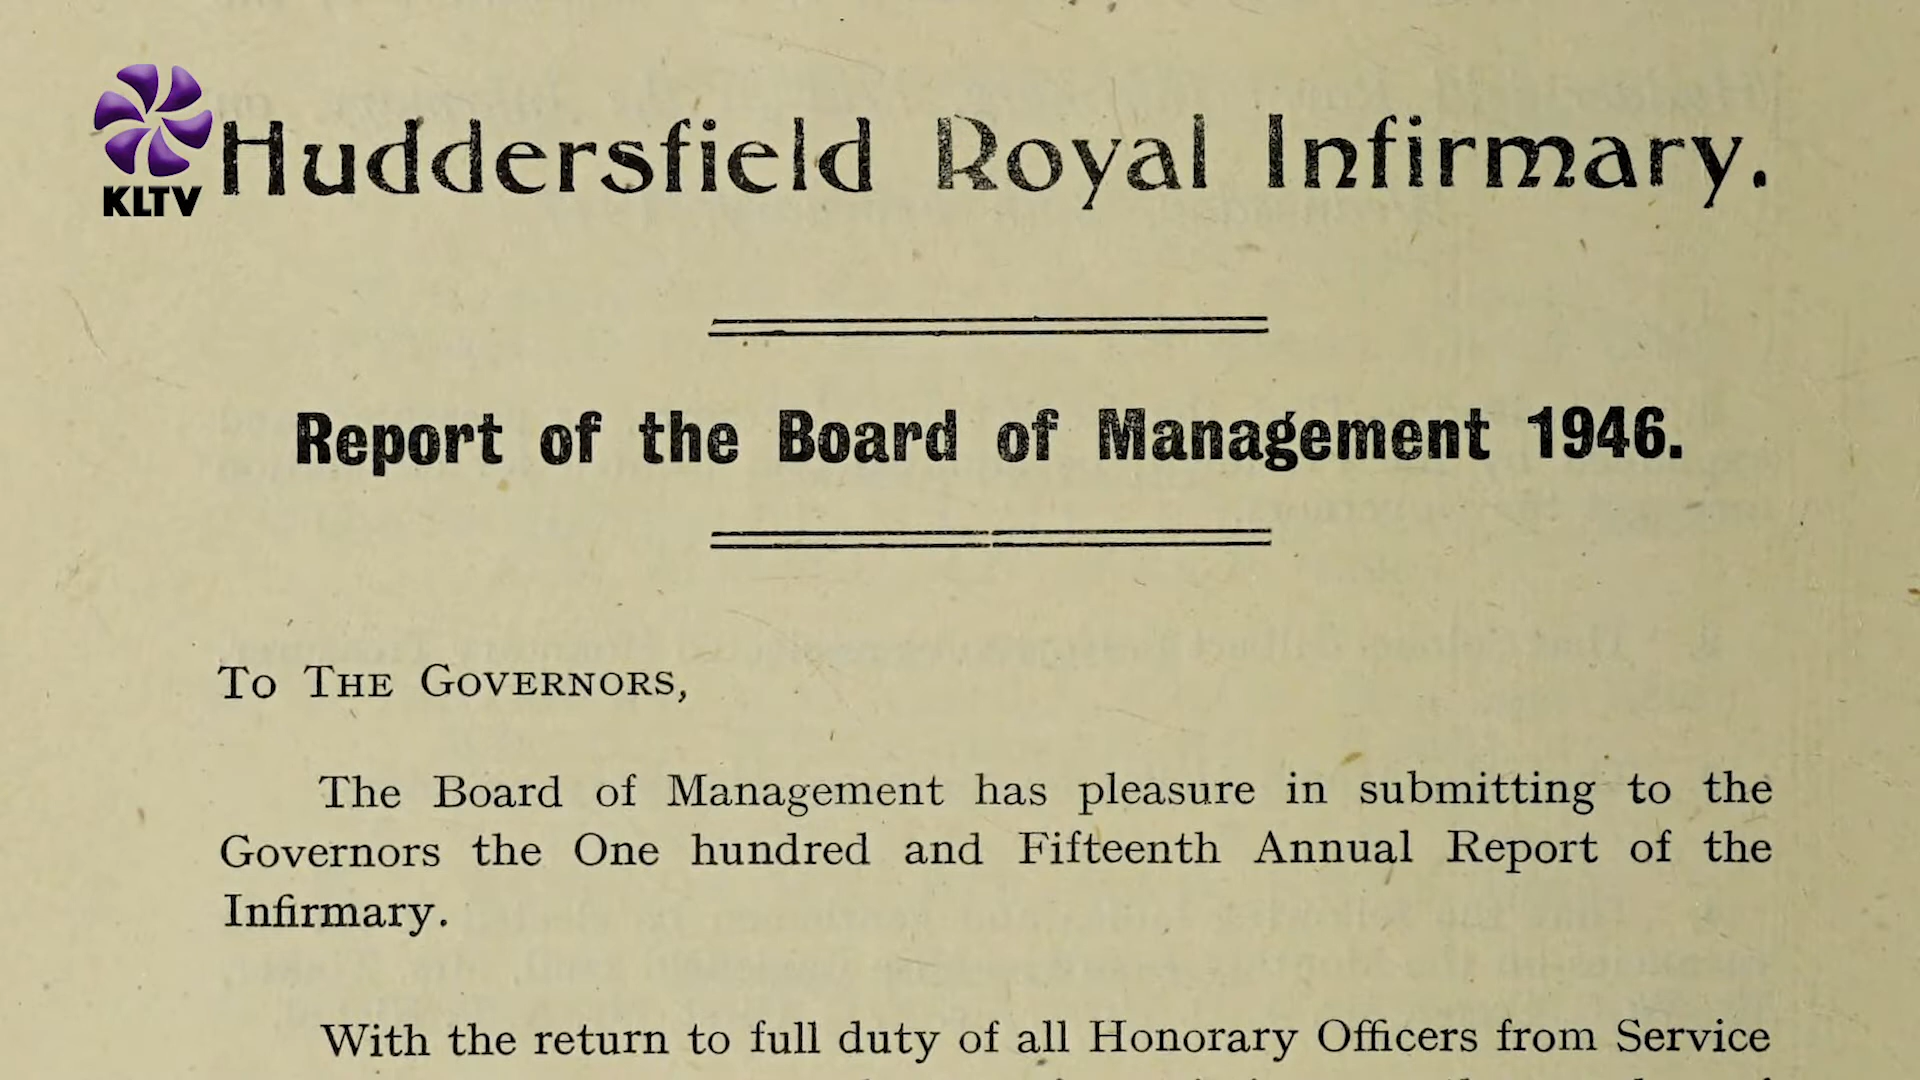 KLTV
Huddersfield Royal Infirmary.
Report of the Board of Management 1946.
To The Governors,
The Board of Management has pleasure in submitting to the
Governors the One hundred and Fifteenth Annual Report of the
Infirmary.
With the return to full duty of all Honorary Officers from Service